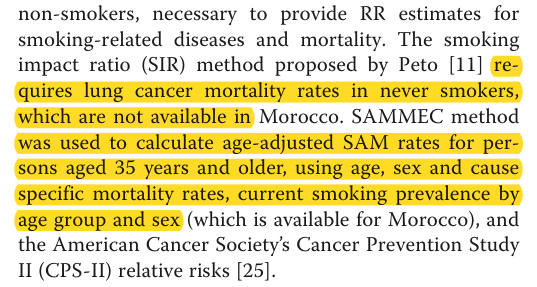 non-smokers, necessary to provide RR estimates for
smoking-related diseases and mortality. The smoking
impact ratio (SIR) method proposed by Peto [11] re-
quires lung cancer mortality rates in never smokers,
which are not available in Morocco. SAMMEC method
was used to calculate age-adjusted SAM rates for per-
sons aged 35 years and older, using age, sex and cause
specific mortality rates, current smoking prevalence by
age group and sex (which is available for Morocco), and
the American Cancer Society's Cancer Prevention Study
II (CPS-II) relative risks [25].